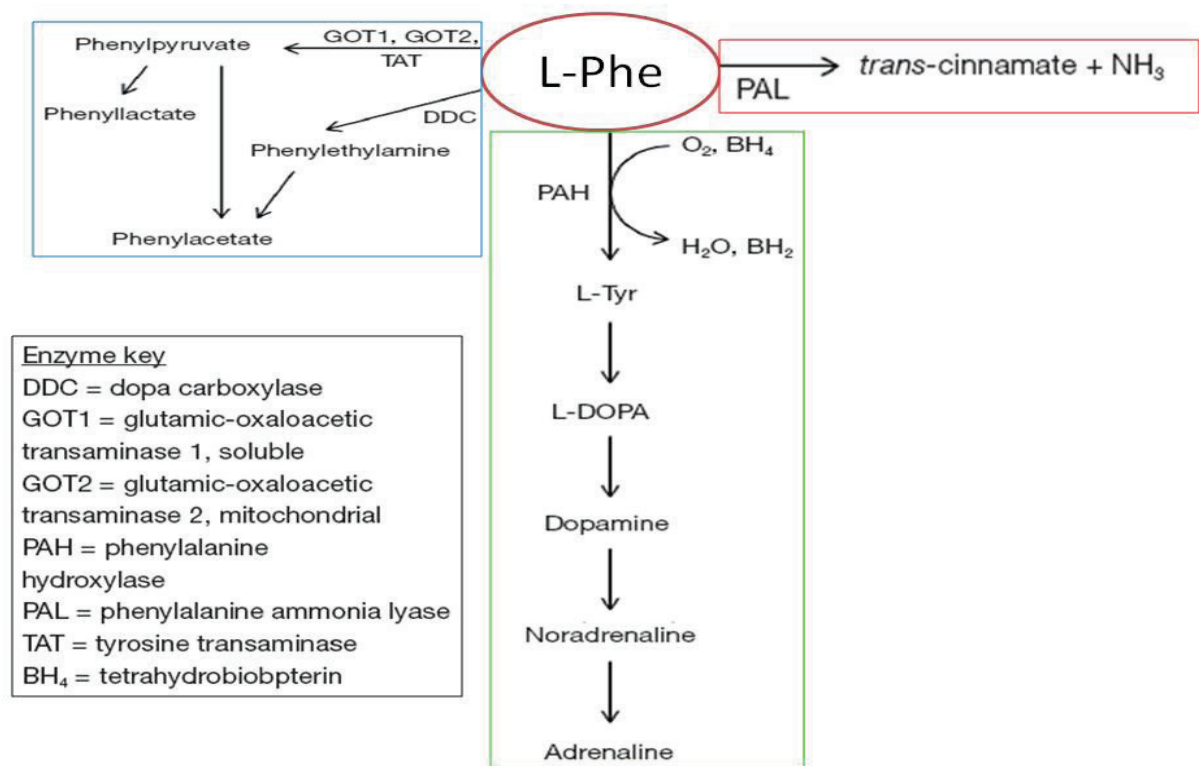 L-Phe
GOT1, GOT2,
TAT
Phenylpyruvate
Phenyllactate
DDC
Phenylethylamine
Phenylacetate
PAL
trans-cinnamate + NH₃
O₂, BH₄
PAH
H₂O, BH₂
L-Tyr
L-DOPA
Dopamine
Noradrenaline
Adrenaline
Enzyme key
DDC = dopa carboxylase
GOT1 = glutamic-oxaloacetic
transaminase 1, soluble
GOT2 = glutamic-oxaloacetic
transaminase 2, mitochondrial
PAH = phenylalanine
hydroxylase
PAL = phenylalanine ammonia lyase
TAT = tyrosine transaminase
BH₄ = tetrahydrobiobpterin